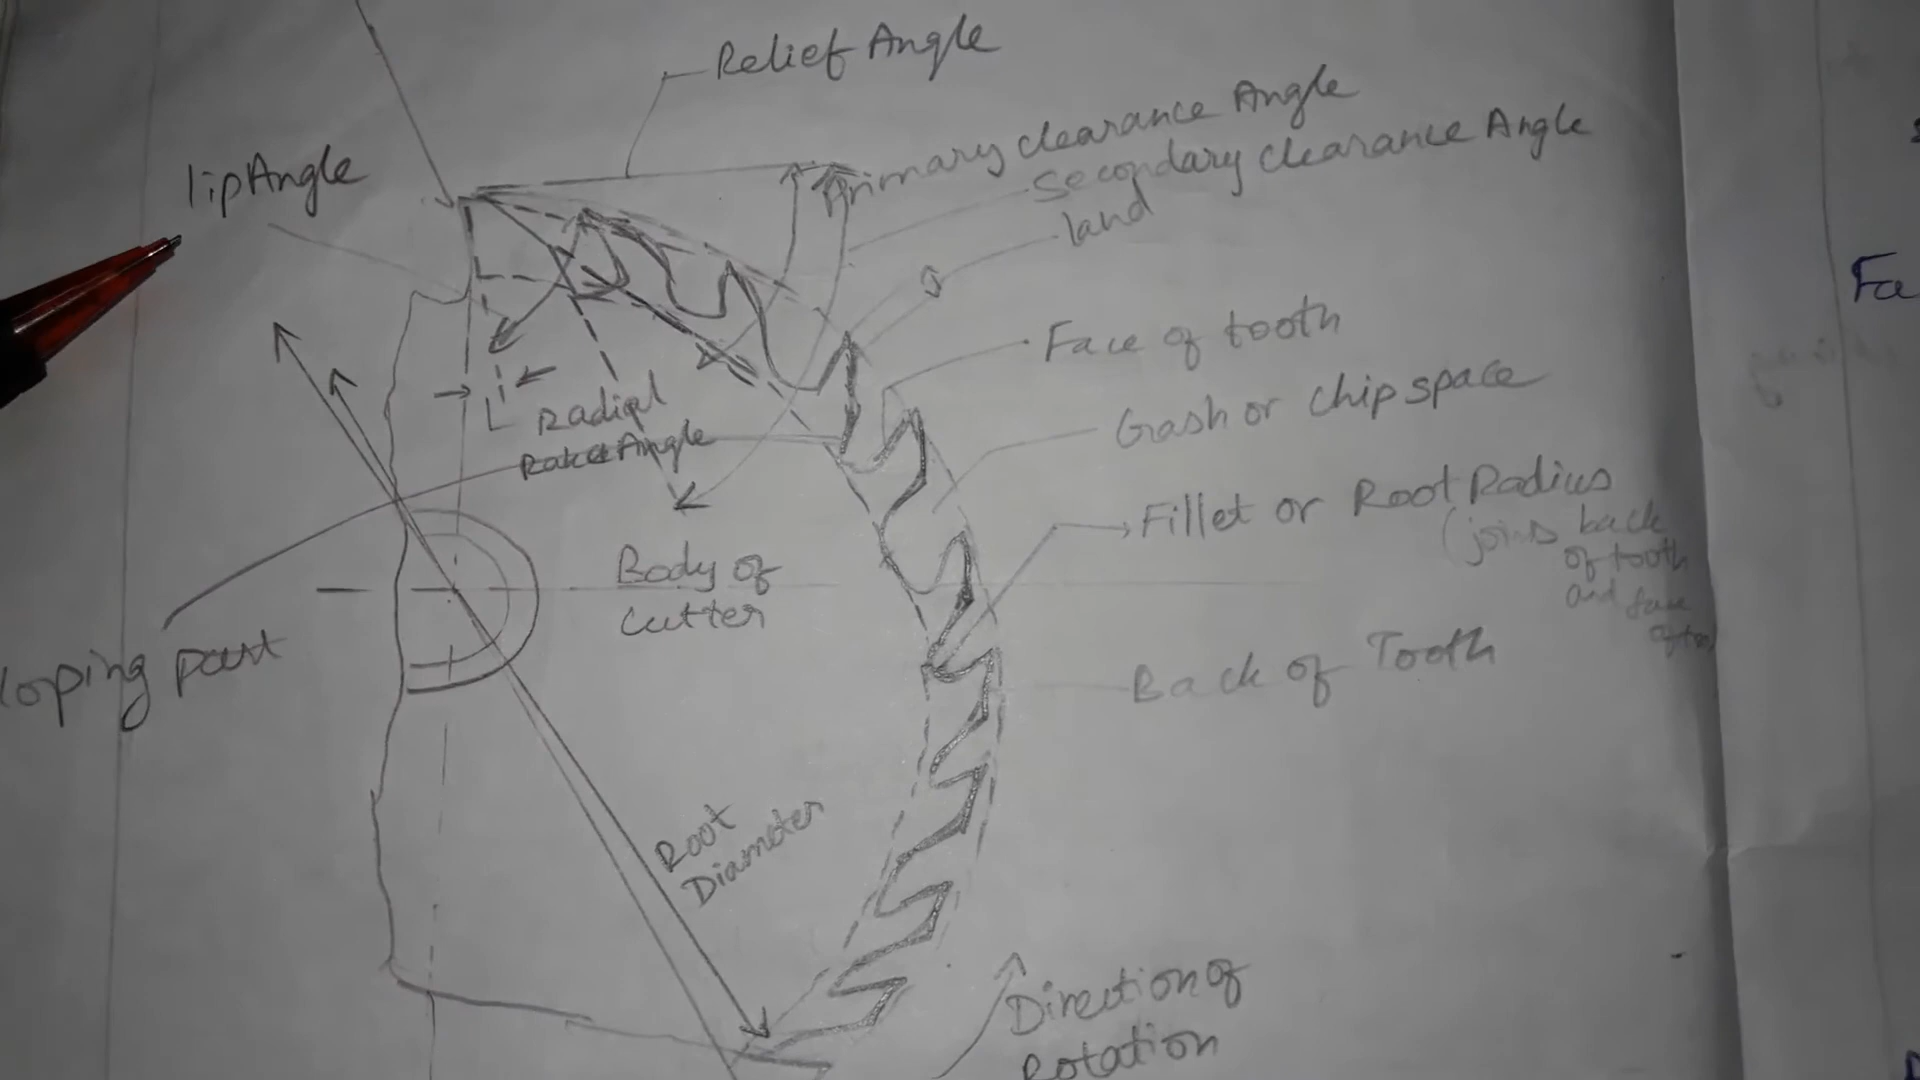 Relief Angle
Primary clearance Angle
Secondary clearance Angle
land
lip Angle
Face of tooth
Gash or chip space
Radial
Rake Angle
Fillet or Root Radius
(joins back
of tooth
and face
Body of
cutter
loping part
Back of Tooth
Root
Diameter
Direction of
Rotation
Fa